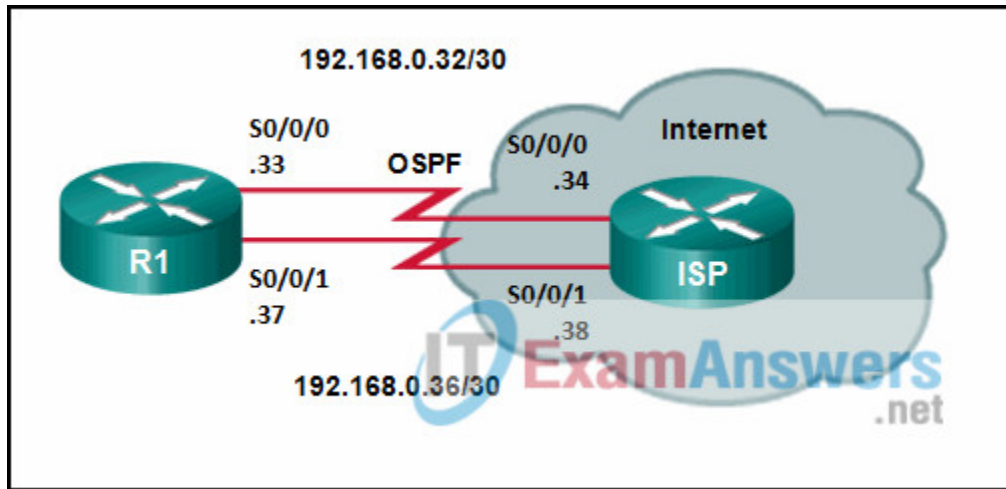 192.168.0.32/30
S0/0/0
.33
OSPF
S0/0/0
.34
Internet
R1
ISP
S0/0/1
.37
S0/0/1
.38
192.168.0.36/30
ITExamAnswers
.net